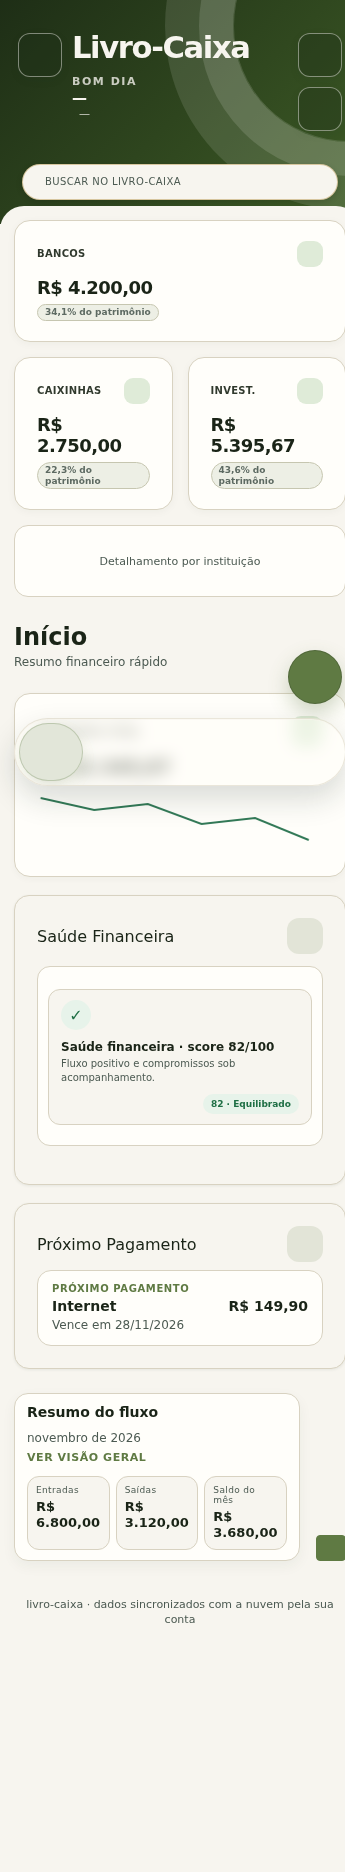 Livro-Caixa
BOM DIA
—
—
BUSCAR NO LIVRO-CAIXA
BANCOS
R$ 4.200,00
34,1% do patrimônio
CAIXINHAS
R$
2.750,00
22,3% do
patrimônio
INVEST.
R$
5.395,67
43,6% do
patrimônio
Detalhamento por instituição
Início
Resumo financeiro rápido
Saúde Financeira
✓
Saúde financeira · score 82/100
Fluxo positivo e compromissos sob
acompanhamento.
82 · Equilibrado
Próximo Pagamento
PRÓXIMO PAGAMENTO
Internet R$ 149,90
Vence em 28/11/2026
Resumo do fluxo
novembro de 2026
VER VISÃO GERAL
Entradas
R$
6.800,00
Saídas
R$
3.120,00
Saldo do
mês
R$
3.680,00
livro-caixa · dados sincronizados com a nuvem pela sua
conta